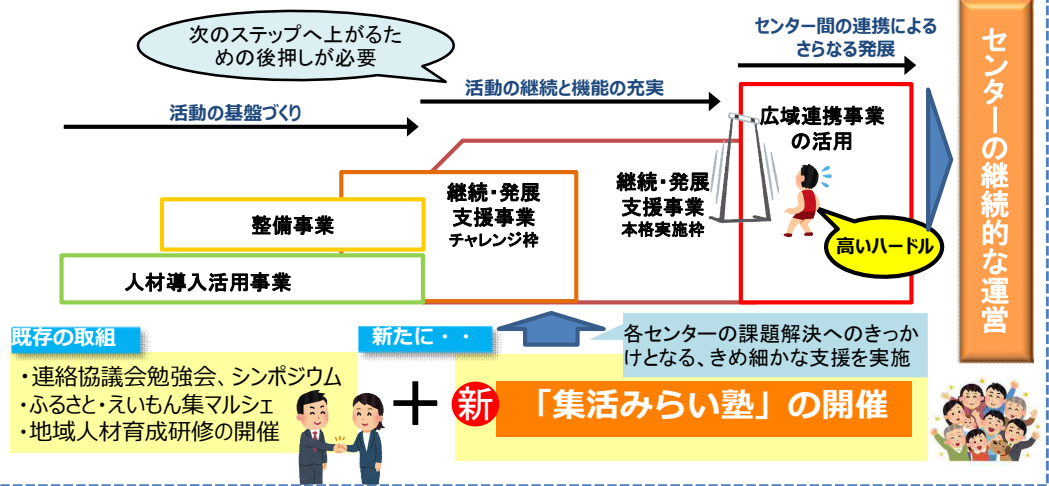 次のステップへ上がるた
めの後押しが必要
センター間の連携による
さらなる発展
活動の継続と機能の充実
活動の基盤づくり
広域連携事業
の活用
継続・発展
支援事業
チャレンジ枠
継続・発展
支援事業
本格実施枠
整備事業
高いハードル
人材導入活用事業
センターの継続的な運営
既存の取組
・連絡協議会勉強会、シンポジウム
・ふるさと・えいもん集マルシェ
・地域人材育成研修の開催
＋
新たに・・
各センターの課題解決へのきっか
けとなる、きめ細かな支援を実施
新
「集活みらい塾」の開催